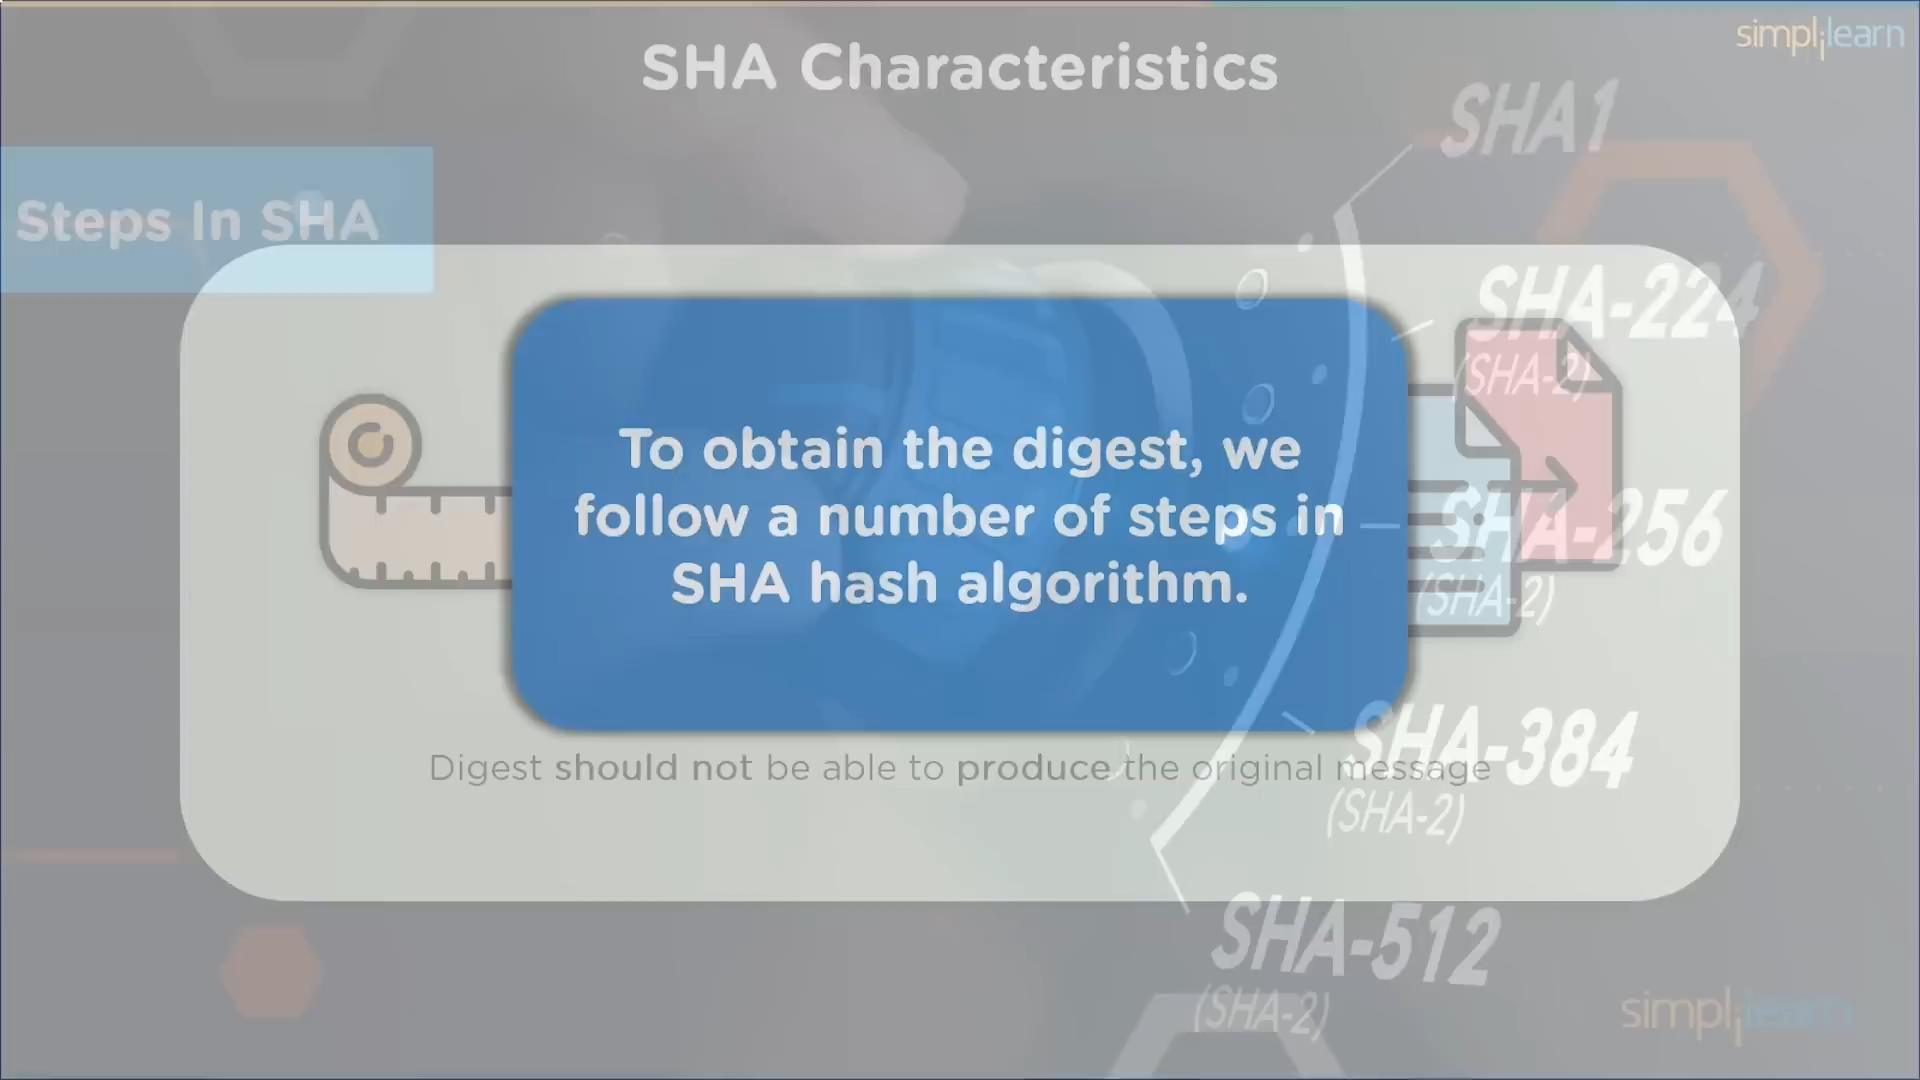 SHA Characteristics
simplilearn
SHA1
Steps In SHA
SHA-224
(SHA-2)
To obtain the digest, we
follow a number of steps in
SHA hash algorithm.
SHA-256
(SHA-2)
SHA-384
Digest should not be able to produce the original message
(SHA-2)
SHA-512
(SHA-2)
simplilearn